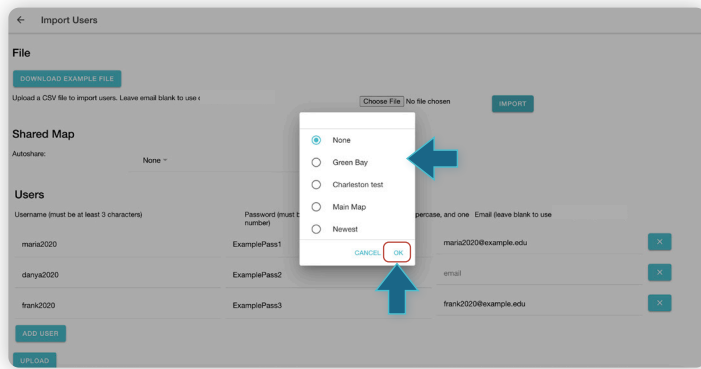 Import Users
File
DOWNLOAD EXAMPLE FILE
Upload a CSV file to import users. Leave email blank to use
Choose File No file chosen
IMPORT
Shared Map
Autoshare:
None
None
Green Bay
Charleston test
Main Map
Newest
CANCEL OK
Users
Username (must be at least 3 characters)
Password (must b
percase, and one
number)
Email (leave blank to use
maria2020 ExamplePass1 maria2020@example.edu
danya2020 ExamplePass2 email
frank2020 ExamplePass3 frank2020@example.edu
ADD USER
UPLOAD